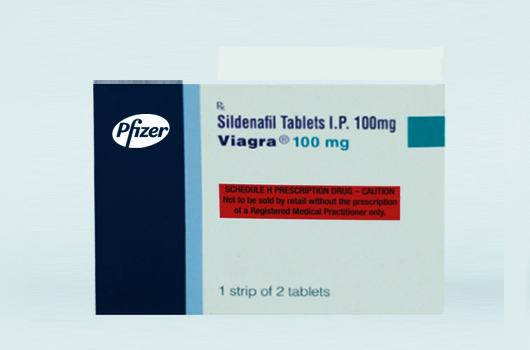 Pfizer
Rx
Sildenafil Tablets I.P. 100mg
Viagra® 100 mg
SCHEDULE H PRESCRIPTION DRUG – CAUTION
Not to be sold by retail without the prescription
of a Registered Medical Practitioner only.
1 strip of 2 tablets